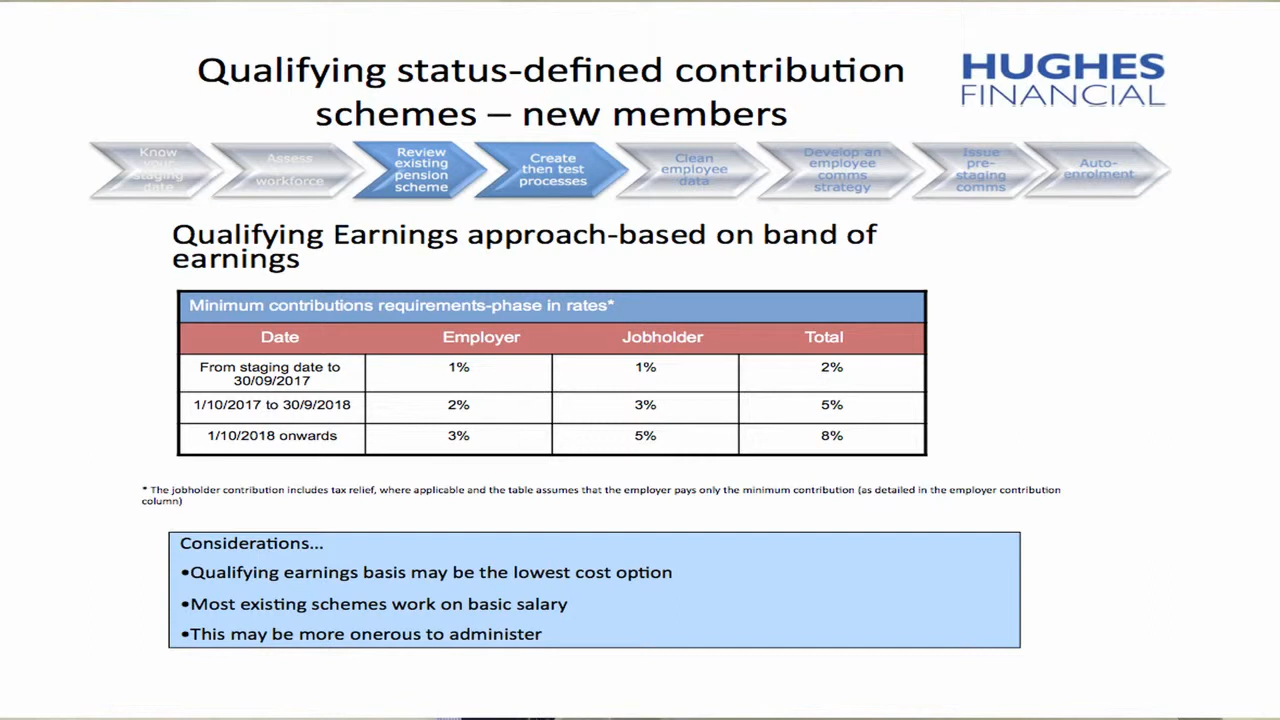 Qualifying status-defined contribution
schemes – new members
HUGHES
FINANCIAL
Know
your
staging
date
Assess
workforce
Review
existing
pension
scheme
Create
then test
processes
Clean
employee
data
Develop an
employee
comms
strategy
Issue
pre-
staging
comms
Auto-
enrolment
Qualifying Earnings approach-based on band of
earnings
Minimum contributions requirements-phase in rates*
Date Employer Jobholder Total
From staging date to
30/09/2017 1% 1% 2%
1/10/2017 to 30/9/2018 2% 3% 5%
1/10/2018 onwards 3% 5% 8%
* The jobholder contribution includes tax relief, where applicable and the table assumes that the employer pays only the minimum contribution (as detailed in the employer contribution
column)
Considerations...
•Qualifying earnings basis may be the lowest cost option
•Most existing schemes work on basic salary
•This may be more onerous to administer